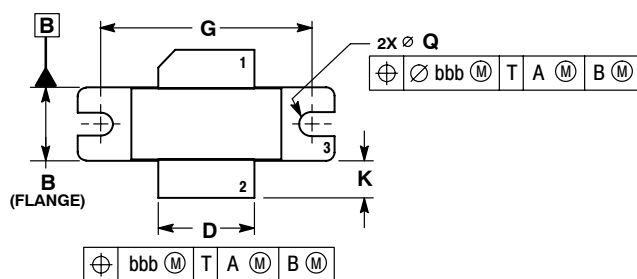 B
G
2X ⌀ Q
⌖ ⌀ bbb Ⓜ T A Ⓜ B Ⓜ
1
3
B
(FLANGE)
2
K
D
⌖ bbb Ⓜ T A Ⓜ B Ⓜ